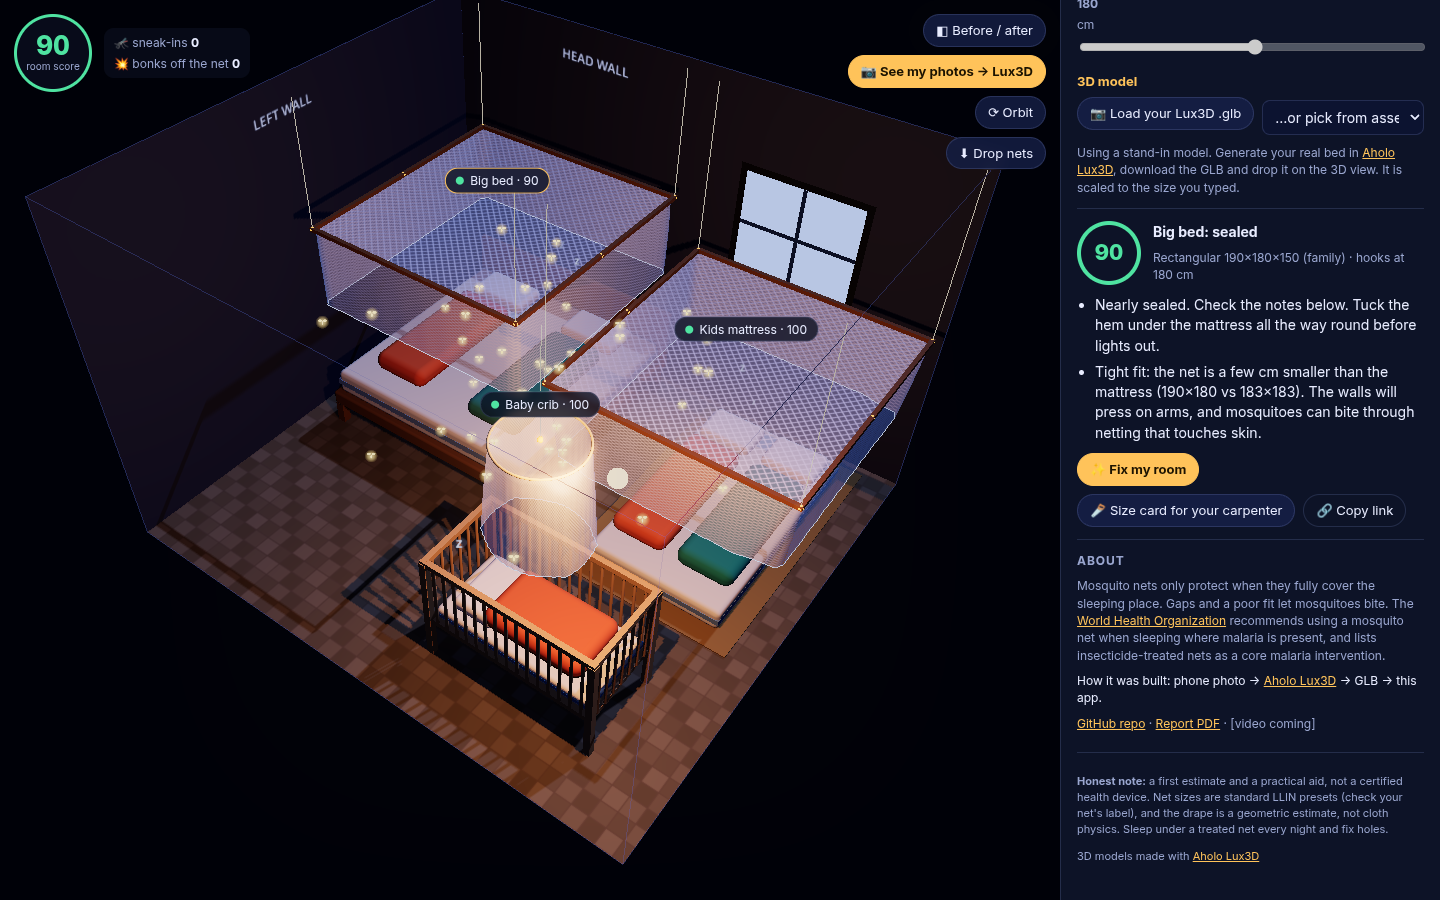 90
room score
🦟 sneak-ins 0
💥 bonks off the net 0
LEFT WALL
HEAD WALL
◧ Before / after
📷 See my photos → Lux3D
⟳ Orbit
⬇ Drop nets
Big bed · 90
Kids mattress · 100
Baby crib · 100
z
180
cm
3D model
📷 Load your Lux3D .glb
...or pick from asse
Using a stand-in model. Generate your real bed in Aholo
Lux3D, download the GLB and drop it on the 3D view. It is
scaled to the size you typed.
90
Big bed: sealed
Rectangular 190×180×150 (family) · hooks at
180 cm
• Nearly sealed. Check the notes below. Tuck the
hem under the mattress all the way round before
lights out.
• Tight fit: the net is a few cm smaller than the
mattress (190×180 vs 183×183). The walls will
press on arms, and mosquitoes can bite through
netting that touches skin.
✨ Fix my room
🪚 Size card for your carpenter
🔗 Copy link
ABOUT
Mosquito nets only protect when they fully cover the
sleeping place. Gaps and a poor fit let mosquitoes bite. The
World Health Organization recommends using a mosquito
net when sleeping where malaria is present, and lists
insecticide-treated nets as a core malaria intervention.
How it was built: phone photo → Aholo Lux3D → GLB → this
app.
GitHub repo · Report PDF · [video coming]
Honest note: a first estimate and a practical aid, not a certified
health device. Net sizes are standard LLIN presets (check your
net's label), and the drape is a geometric estimate, not cloth
physics. Sleep under a treated net every night and fix holes.
3D models made with Aholo Lux3D